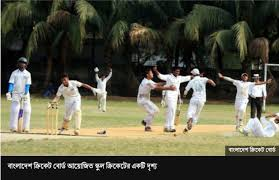 বাংলাদেশ ক্রিকেট বোর্ড
বাংলাদেশ ক্রিকেট বোর্ড আয়োজিত স্কুল ক্রিকেটের একটি দৃশ্য